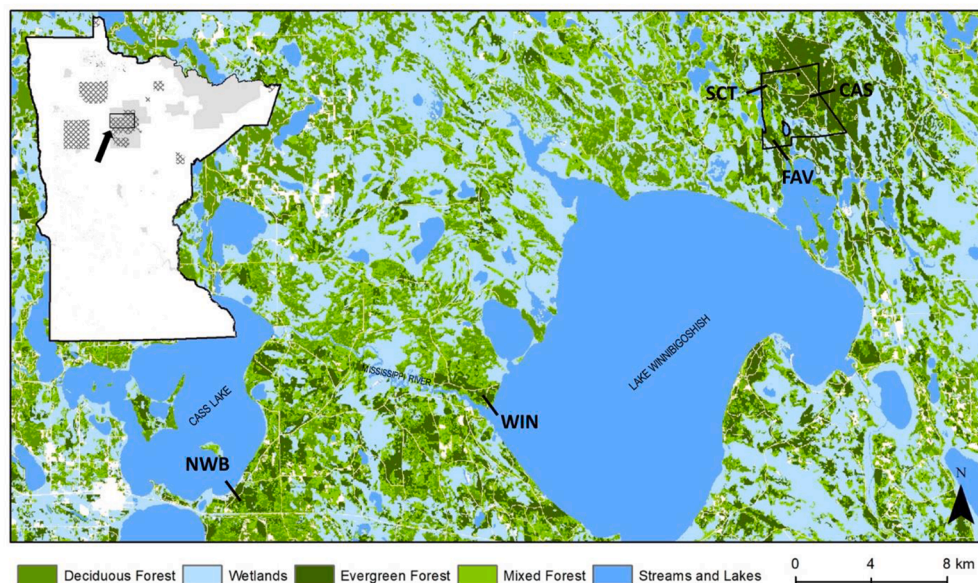 SCT
CAS
FAV
LAKE WINNIBIGOSHISH
MISSISSIPPI RIVER
CASS LAKE
WIN
NWB
N
Deciduous Forest Wetlands Evergreen Forest Mixed Forest Streams and Lakes
0 4 8 km